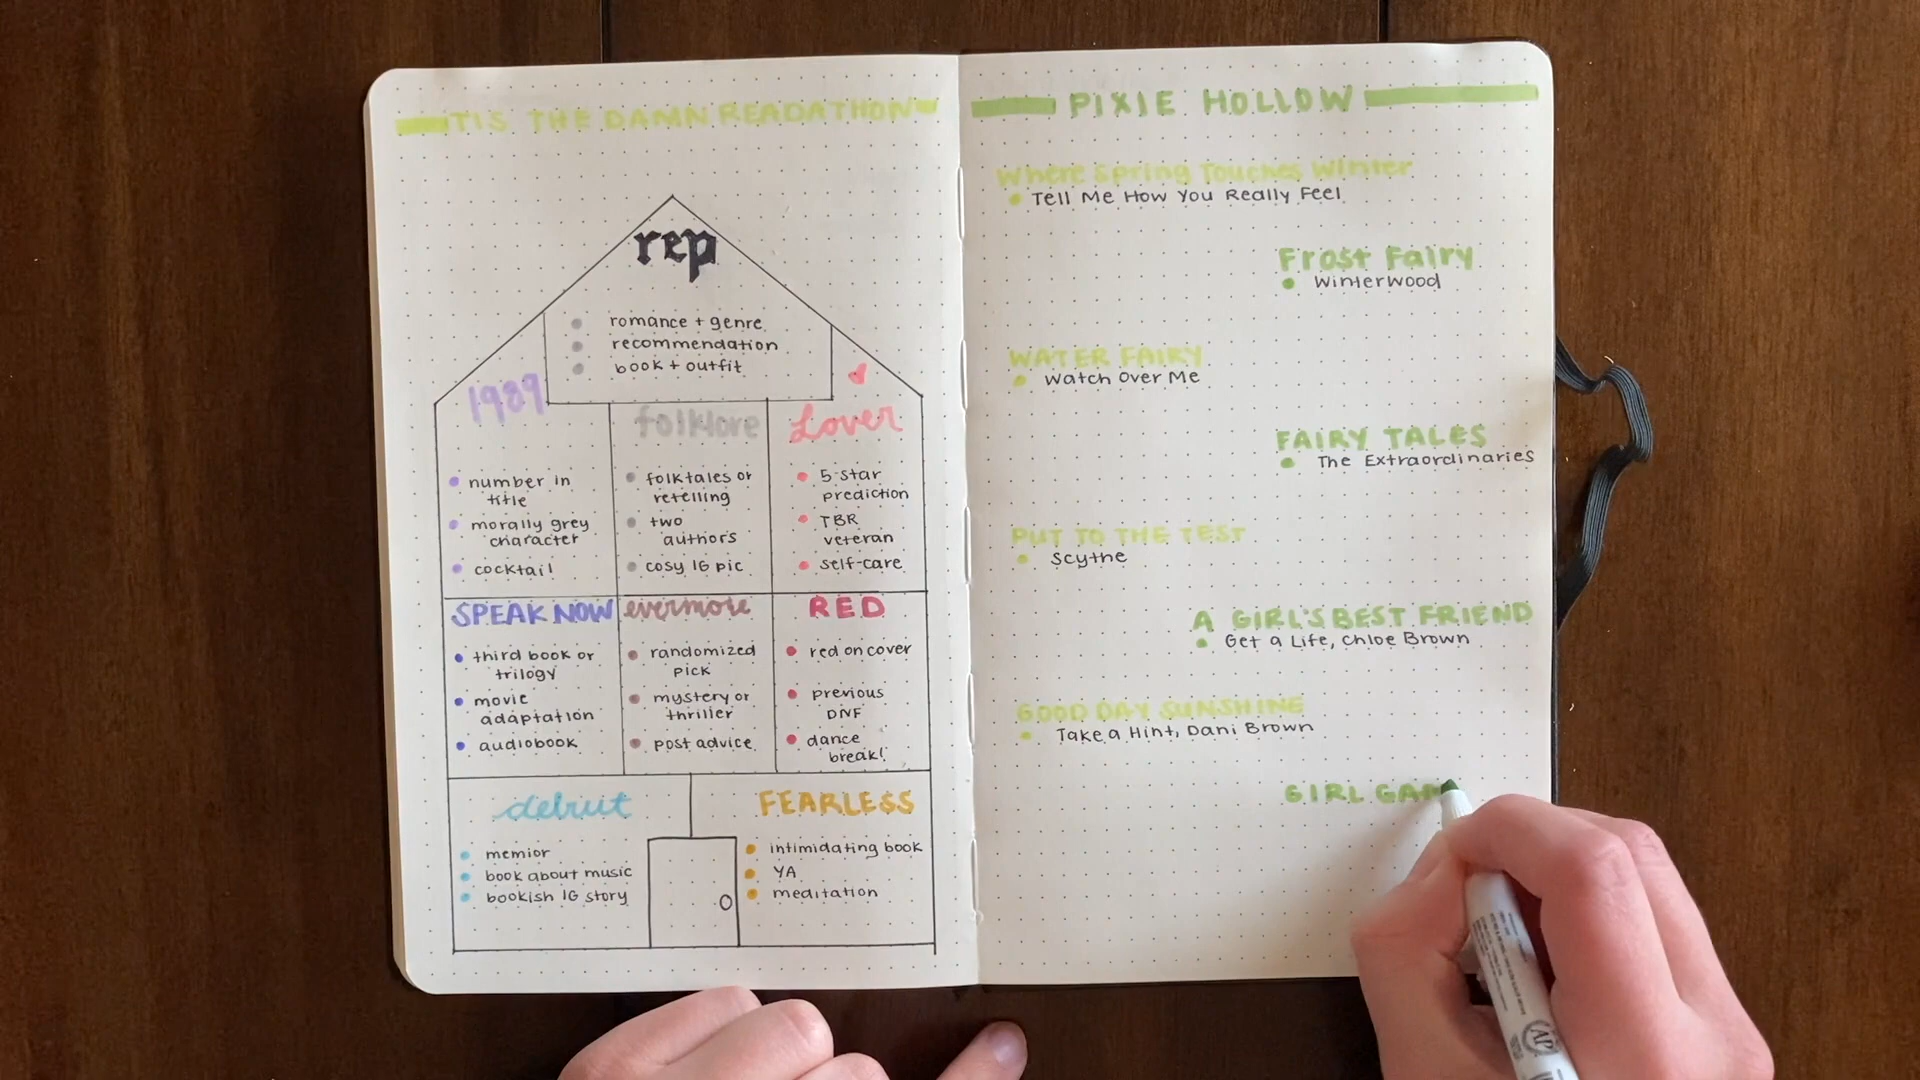 TIS THE DAMN READATHON
rep
romance + genre
recommendation
book + outfit
1989
number in
title
morally grey
character
cocktail
folklore
folktales or
retelling
two
authors
cosy IG pic
Lover
5-star
prediction
TBR
veteran
self-care
SPEAK NOW
third book or
trilogy
movie
adaptation
audiobook
evermore
randomized
pick
mystery or
thriller
post advice
RED
red on cover
previous
DNF
dance
break!
debut
memior
book about music
bookish IG story
FEARLESS
intimidating book
YA
meditation
PIXIE HOLLOW
Where Spring Touches Winter
Tell Me How You Really Feel
Frost Fairy
Winterwood
WATER FAIRY
Watch Over Me
FAIRY TALES
The Extraordinaries
PUT TO THE TEST
Scythe
A GIRL'S BEST FRIEND
Get a Life, Chloe Brown
GOOD DAY SUNSHINE
Take a Hint, Dani Brown
GIRL GAN
AP